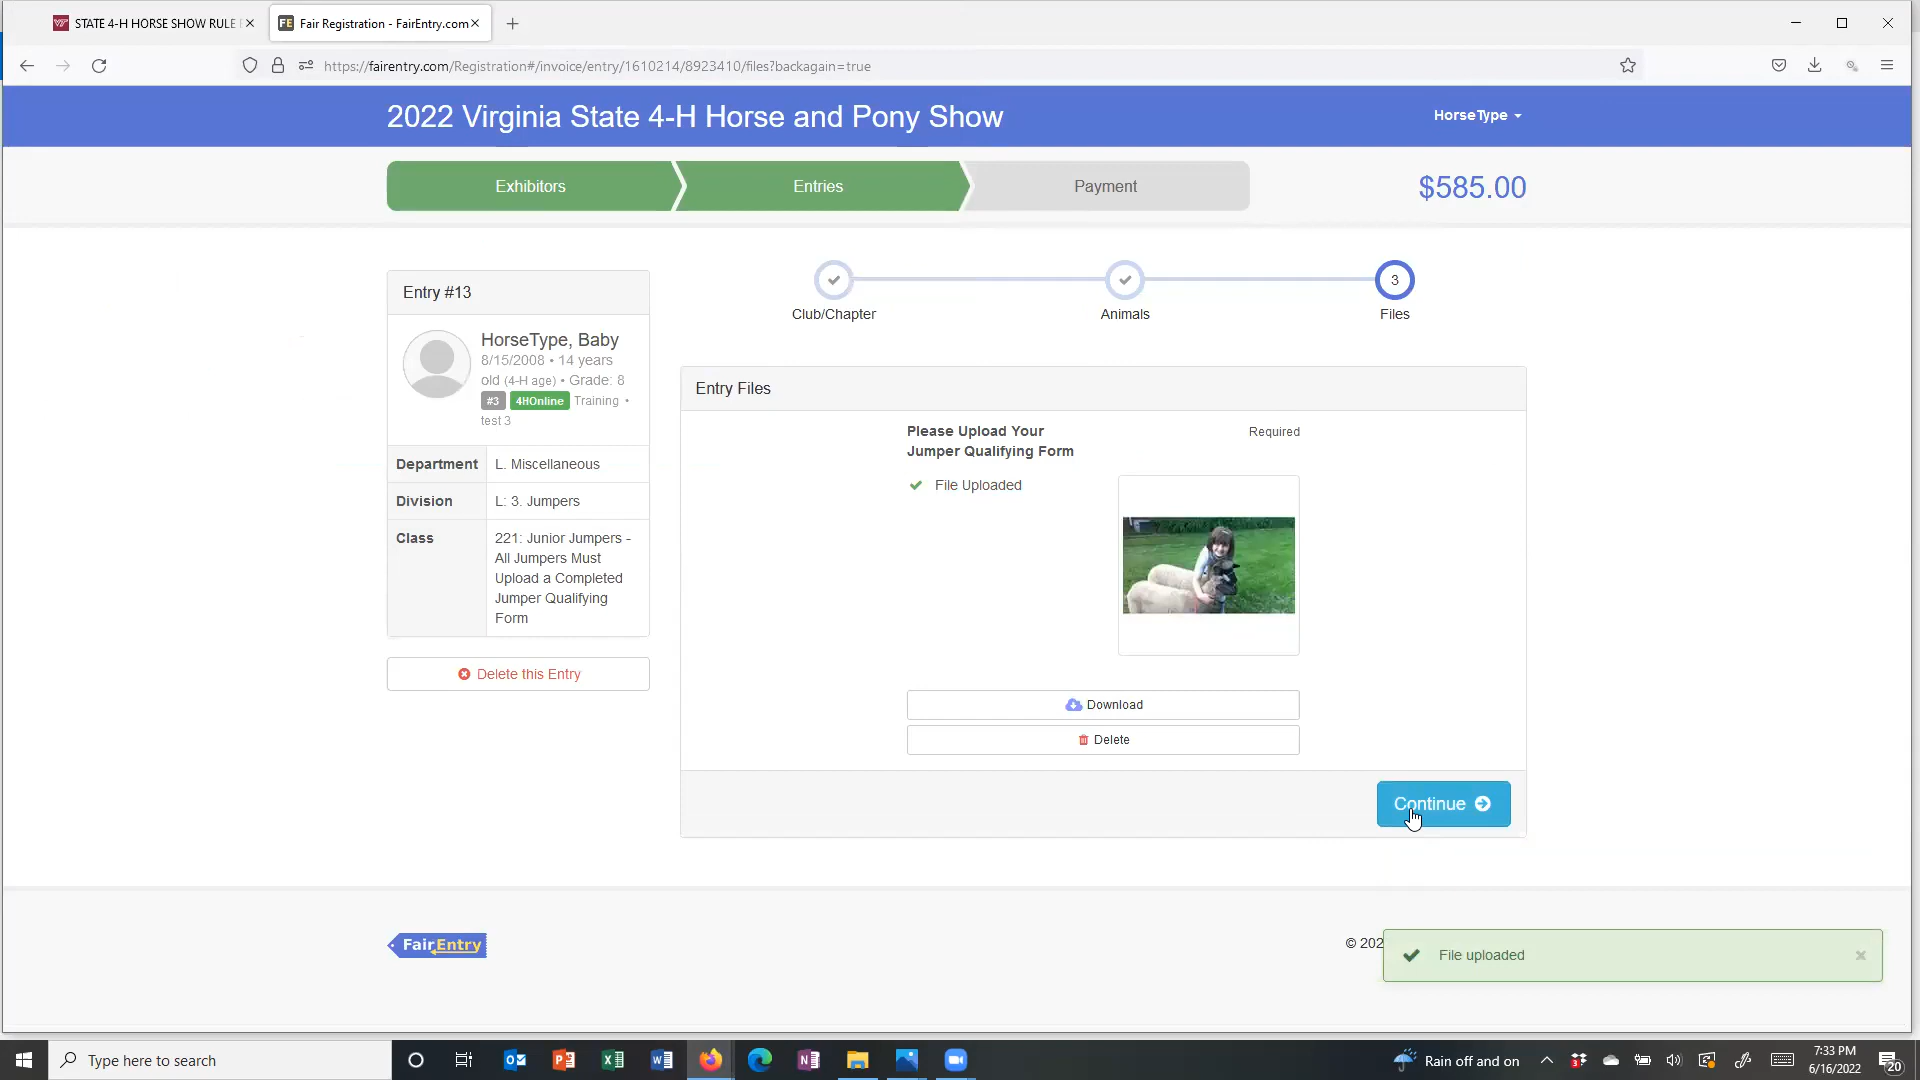 STATE 4-H HORSE SHOW RULE
Fair Registration - FairEntry.com
https://fairentry.com/Registration#/invoice/entry/1610214/8923410/files?backagain=true
2022 Virginia State 4-H Horse and Pony Show
HorseType
Exhibitors
Entries
Payment
$585.00
Club/Chapter
Animals
3
Files
Entry #13
HorseType, Baby
8/15/2008 • 14 years
old (4-H age) • Grade: 8
#3 4HOnline Training •
test 3
Department L. Miscellaneous
Division L: 3. Jumpers
Class 221: Junior Jumpers -
All Jumpers Must
Upload a Completed
Jumper Qualifying
Form
Delete this Entry
Entry Files
Please Upload Your
Jumper Qualifying Form
Required
File Uploaded
Download
Delete
Continue
FairEntry
© 202
File uploaded
Type here to search
Rain off and on
7:33 PM
6/16/2022
20